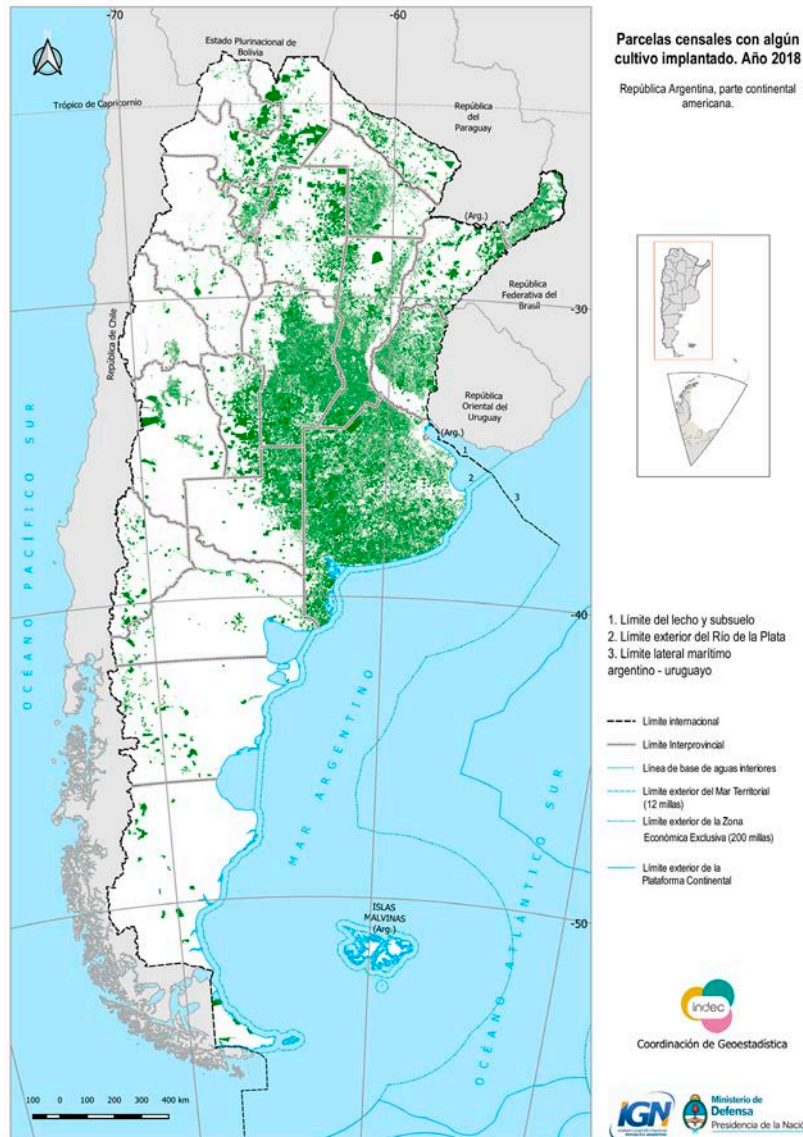 -70
-60
Estado Plurinacional de
Bolivia
Trópico de Capricornio
República
del
Paraguay
(Arg.)
República
Federativa del
Brasil
-30
República de Chile
República
Oriental del
Uruguay
(Arg.)
1
2
3
OCÉANO PACÍFICO SUR
-40
MAR ARGENTINO
OCÉANO ATLÁNTICO SUR
ISLAS
MALVINAS
(Arg.)
-50
100 0 100 200 300 400 km
Parcelas censales con algún
cultivo implantado. Año 2018
República Argentina, parte continental
americana.
1. Límite del lecho y subsuelo
2. Límite exterior del Río de la Plata
3. Límite lateral marítimo
argentino - uruguayo
Límite internacional
Límite Interprovincial
Línea de base de aguas interiores
Límite exterior del Mar Territorial
(12 millas)
Límite exterior de la Zona
Económica Exclusiva (200 millas)
Límite exterior de la
Plataforma Continental
indec
Coordinación de Geoestadística
IGN
Ministerio de
Defensa
Presidencia de la Naci